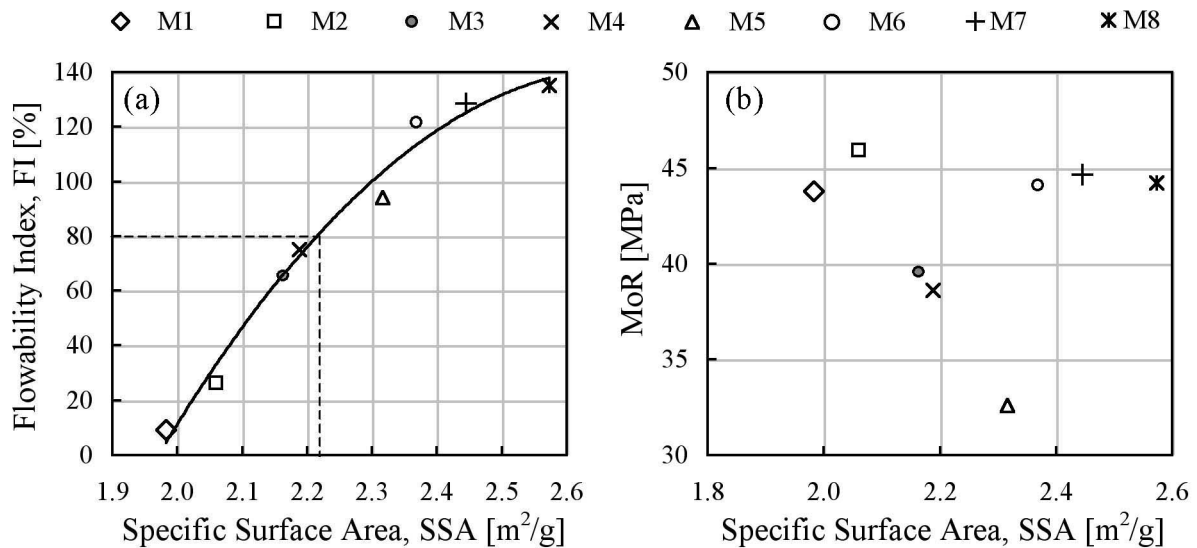 M1 M2 M3 M4 M5 M6 M7 M8
(a)
Flowability Index, FI [%]
140
120
100
80
60
40
20
0
1.9 2.0 2.1 2.2 2.3 2.4 2.5 2.6
Specific Surface Area, SSA [m²/g]
(b)
MoR [MPa]
50
45
40
35
30
1.8 2.0 2.2 2.4 2.6
Specific Surface Area, SSA [m²/g]